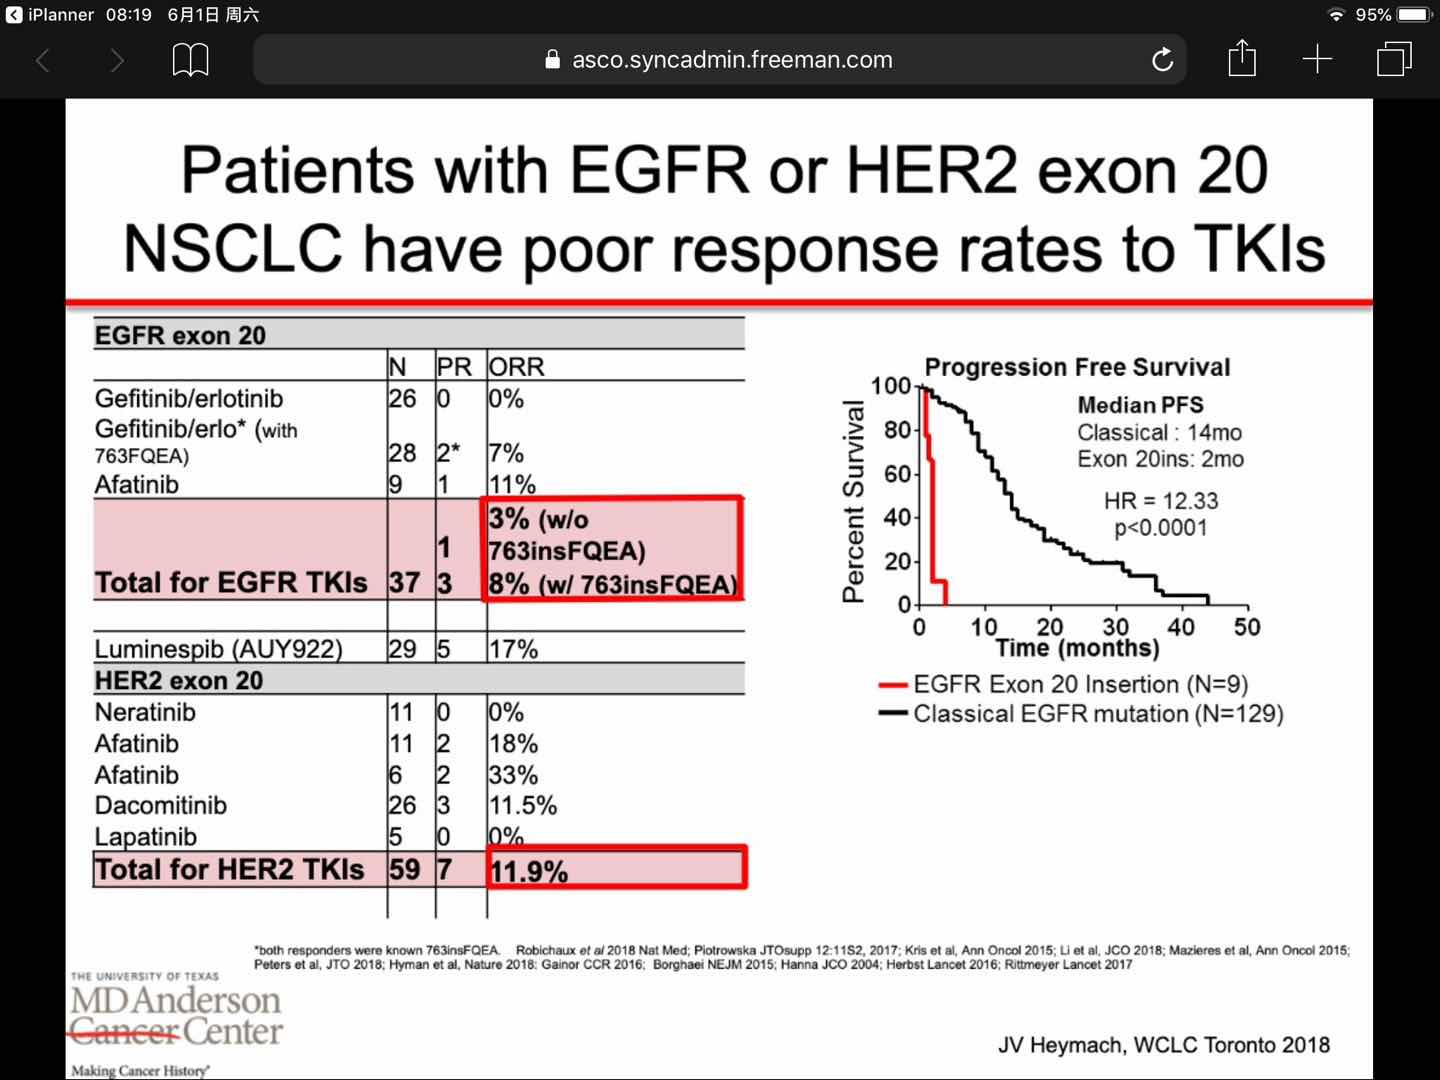 iPlanner 08:19 6月1日 周六
95%
asco.syncadmin.freeman.com
Patients with EGFR or HER2 exon 20
NSCLC have poor response rates to TKIs
EGFR exon 20
N PR ORR
Gefitinib/erlotinib 26 0 0%
Gefitinib/erlo* (with
763FQEA) 28 2* 7%
Afatinib 9 1 11%
3% (w/o
1 763insFQEA)
Total for EGFR TKIs 37 3 8% (w/ 763insFQEA)
Luminespib (AUY922) 29 5 17%
HER2 exon 20
Neratinib 11 0 0%
Afatinib 11 2 18%
Afatinib 6 2 33%
Dacomitinib 26 3 11.5%
Lapatinib 5 0 0%
Total for HER2 TKIs 59 7 11.9%
Progression Free Survival
Percent Survival
100
80
60
40
20
0
Median PFS
Classical : 14mo
Exon 20ins: 2mo
HR = 12.33
p<0.0001
0 10 20 30 40 50
Time (months)
EGFR Exon 20 Insertion (N=9)
Classical EGFR mutation (N=129)
*both responders were known 763insFQEA. Robichaux et al 2018 Nat Med; Piotrowska JTOsupp 12:11S2, 2017; Kris et al, Ann Oncol 2015; Li et al, JCO 2018; Mazieres et al, Ann Oncol 2015;
Peters et al, JTO 2018; Hyman et al, Nature 2018: Gainor CCR 2016; Borghaei NEJM 2015; Hanna JCO 2004; Herbst Lancet 2016; Rittmeyer Lancet 2017
THE UNIVERSITY OF TEXAS
MD Anderson
Cancer Center
Making Cancer History®
JV Heymach, WCLC Toronto 2018